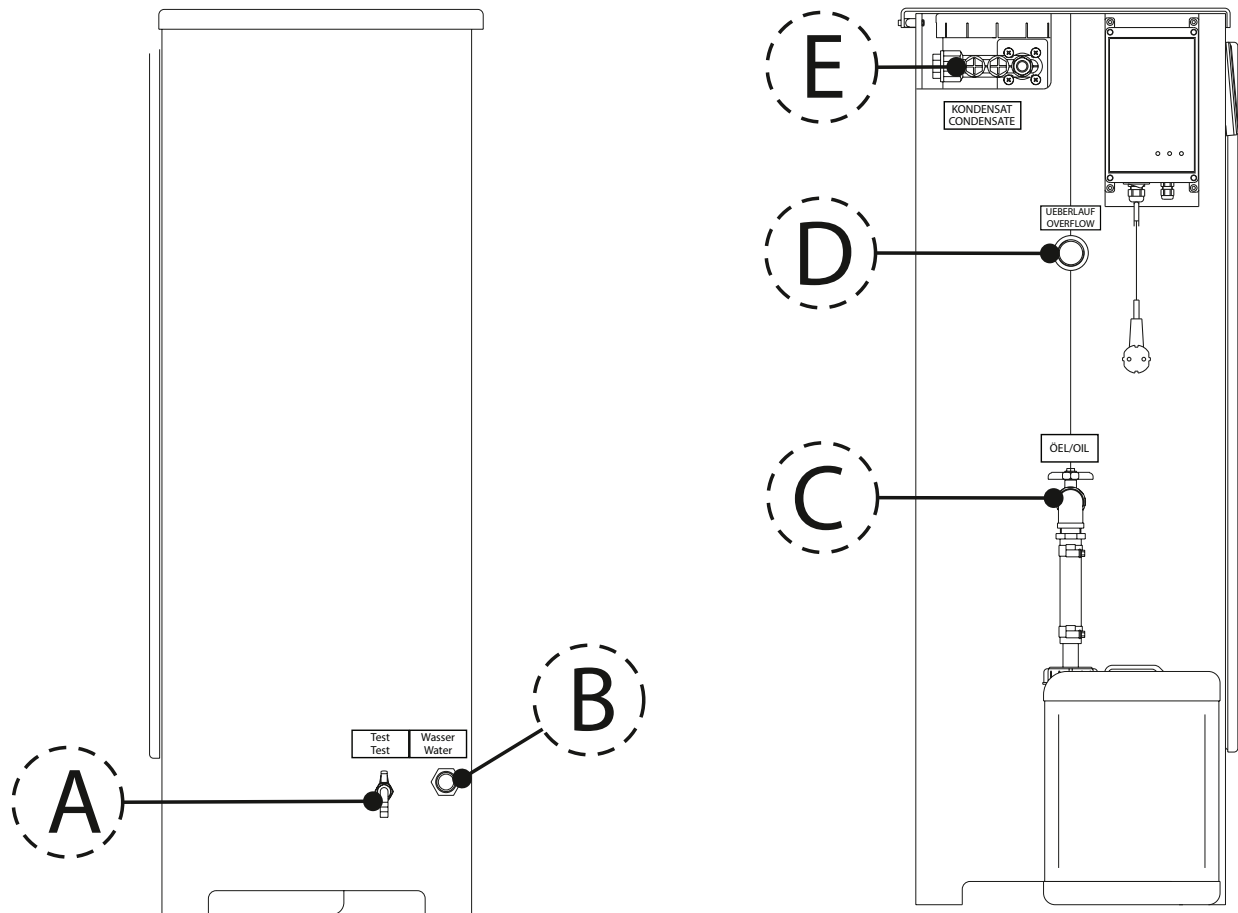 E
KONDENSAT
CONDENSATE
UEBERLAUF
OVERFLOW
D
ÖEL/OIL
C
B
Test
Test
Wasser
Water
A